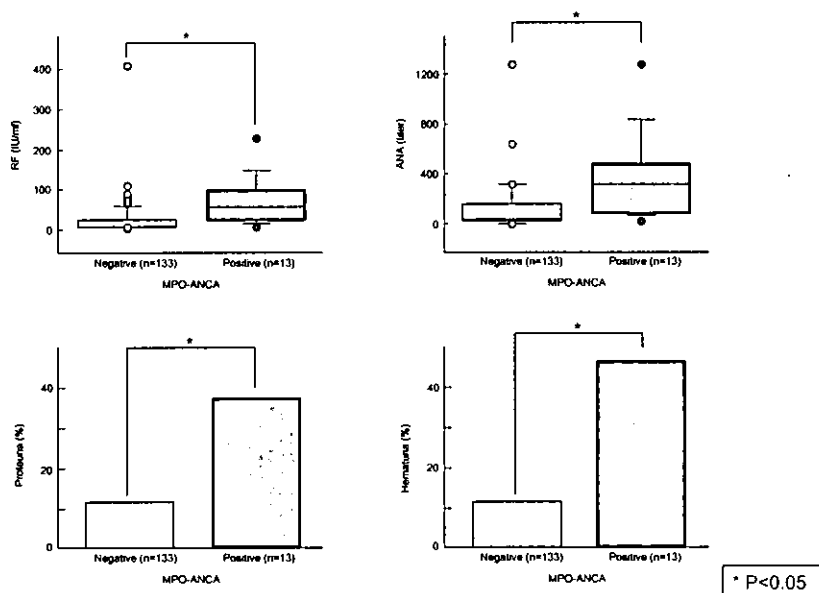 *
RF (IU/mℓ)
400
300
200
100
0
Negative (n=133) Positive (n=13)
MPO-ANCA
*
ANA (titer)
1200
800
400
0
Negative (n=133) Positive (n=13)
MPO-ANCA
*
Proteuria (%)
40
20
0
Negative (n=133) Positive (n=13)
MPO-ANCA
*
Hematuria (%)
40
20
0
Negative (n=133) Positive (n=13)
MPO-ANCA
* P<0.05